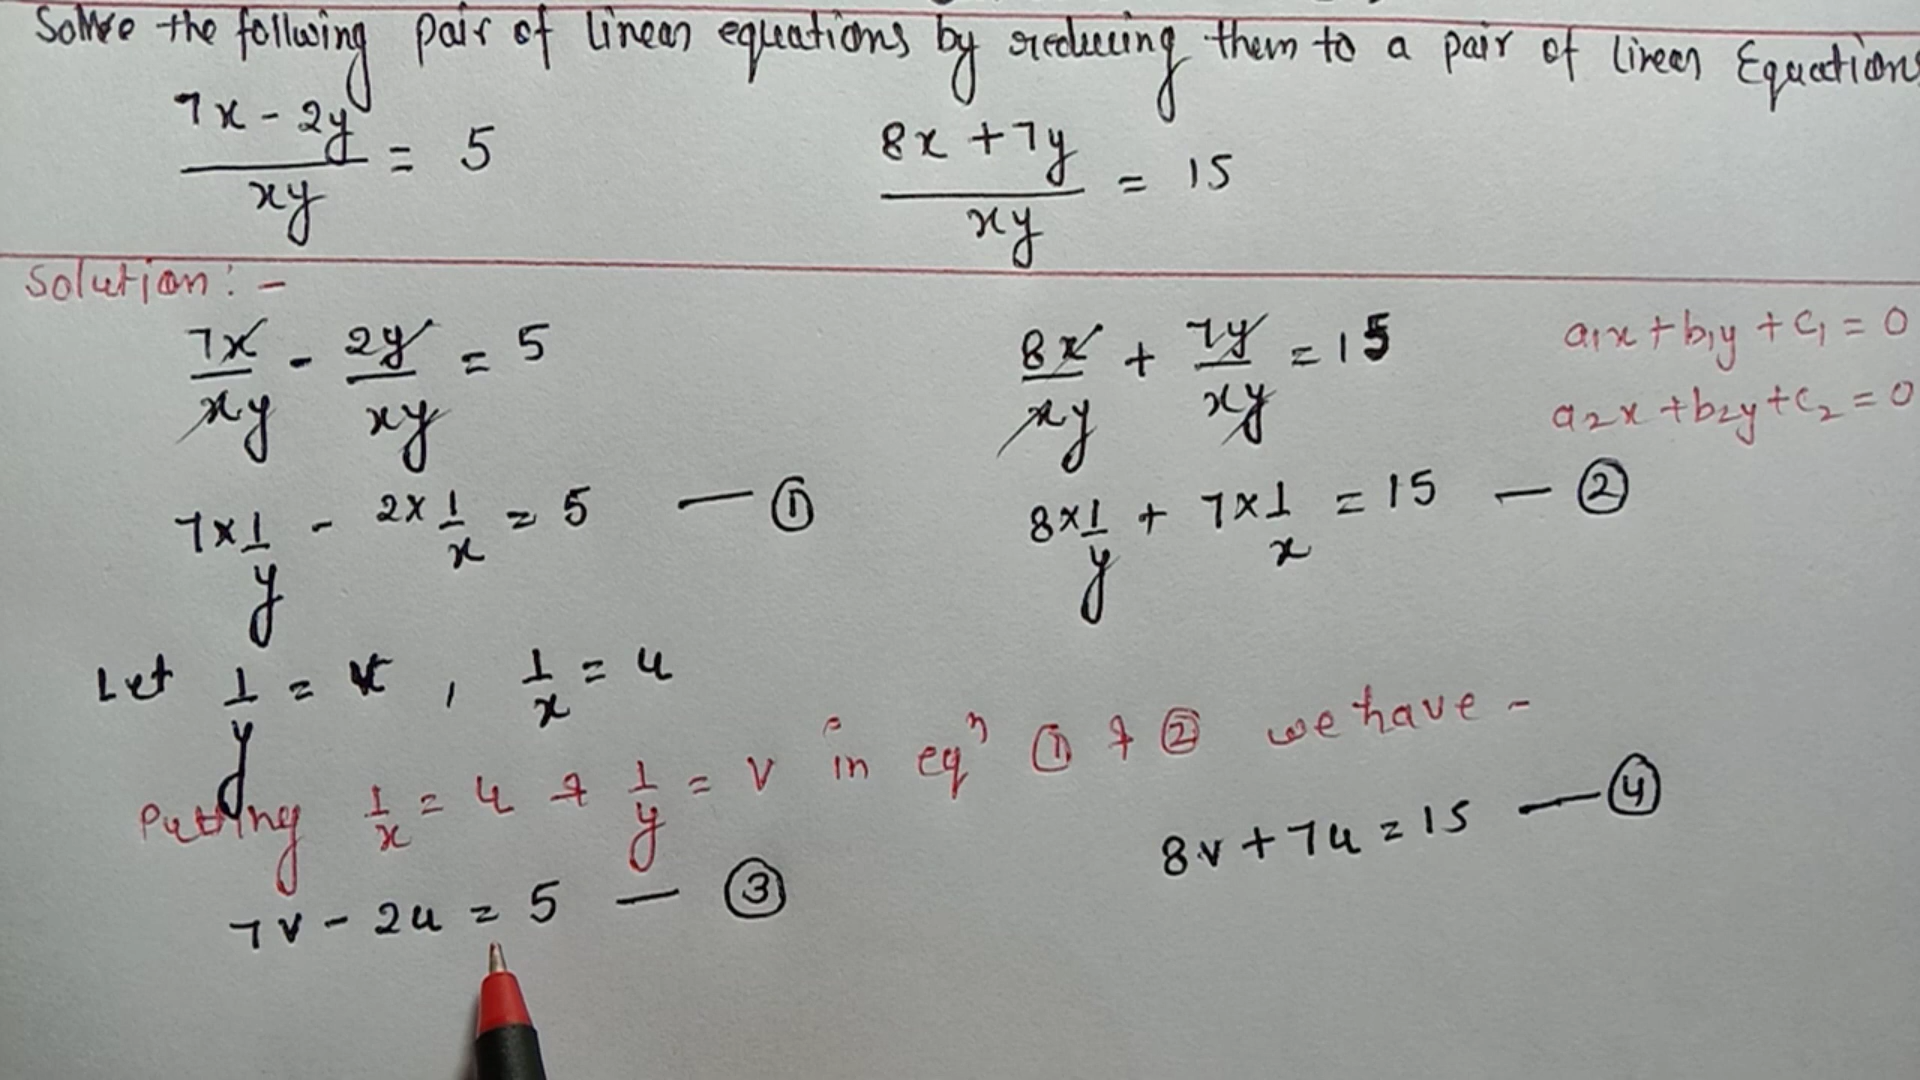 Solve the follwing pair of linear equations by reducing them to a pair of linear Equations
7x - 2y / xy = 5
8x + 7y / xy = 15
Solution:-
7x/xy - 2y/xy = 5
8x/xy + 7y/xy = 15
a₁x + b₁y + c₁ = 0
a₂x + b₂y + c₂ = 0
7×1/y - 2×1/x = 5 — ①
8×1/y + 7×1/x = 15 — ②
Let 1/y = v, 1/x = u
Putting 1/x = u & 1/y = v in eqⁿ ① & ② we have -
7v - 2u = 5 — ③
8v + 7u = 15 — ④